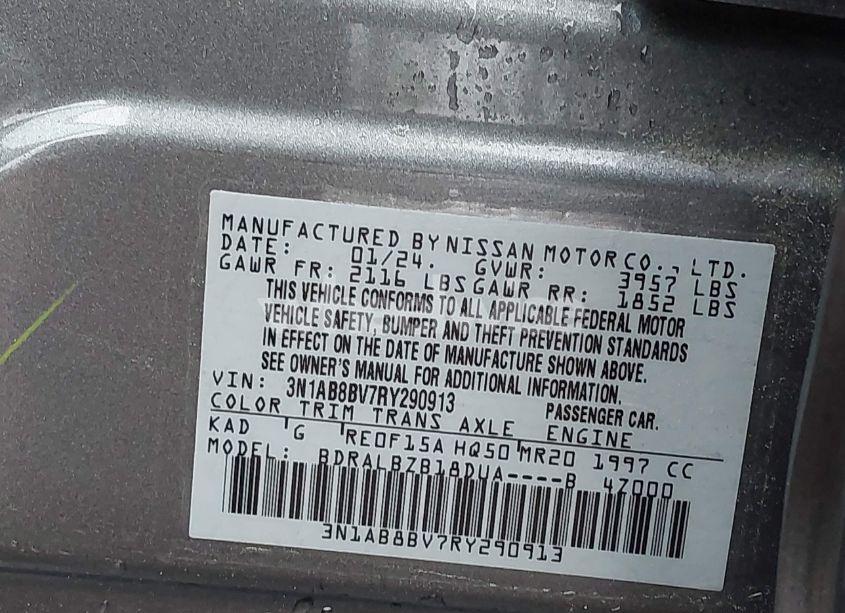 MANUFACTURED BY NISSAN MOTOR CO., LTD.
DATE: 01/24. GVWR: 3957 LBS
GAWR FR: 2116 LBS GAWR RR: 1852 LBS
THIS VEHICLE CONFORMS TO ALL APPLICABLE FEDERAL MOTOR
VEHICLE SAFETY, BUMPER AND THEFT PREVENTION STANDARDS
IN EFFECT ON THE DATE OF MANUFACTURE SHOWN ABOVE.
SEE OWNER'S MANUAL FOR ADDITIONAL INFORMATION.
VIN: 3N1AB8BV7RY290913 PASSENGER CAR.
COLOR TRIM TRANS AXLE ENGINE
KAD G RE0F15A HQ50 MR20 1997 CC
MODEL: BDRALBZB18DUA----B 4Z000
3N1AB8BV7RY290913